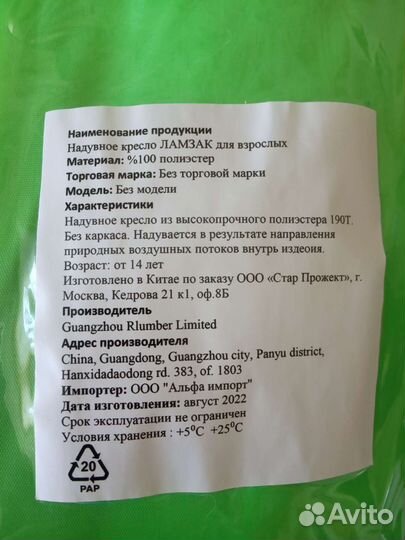 Наименование продукции
Надувное кресло ЛАМЗАК для взрослых
Материал: %100 полиэстер
Торговая марка: Без торговой марки
Модель: Без модели
Характеристики
Надувное кресло из высокопрочного полиэстера 190Т.
Без каркаса. Надувается в результате направления
природных воздушных потоков внутрь издеоия.
Возраст: от 14 лет
Изготовлено в Китае по заказу ООО «Стар Прожект», г.
Москва, Кедрова 21 к1, оф.8Б
Производитель
Guangzhou Rlumber Limited
Адрес производителя
China, Guangdong, Guangzhou city, Panyu district,
Hanxidadaodong rd. 383, of. 1803
Импортер: ООО "Альфа импорт"
Дата изготовления: август 2022
Срок эксплуатации не ограничен
Условия хранения : +5⁰С +25⁰С
20
PAP
Avito